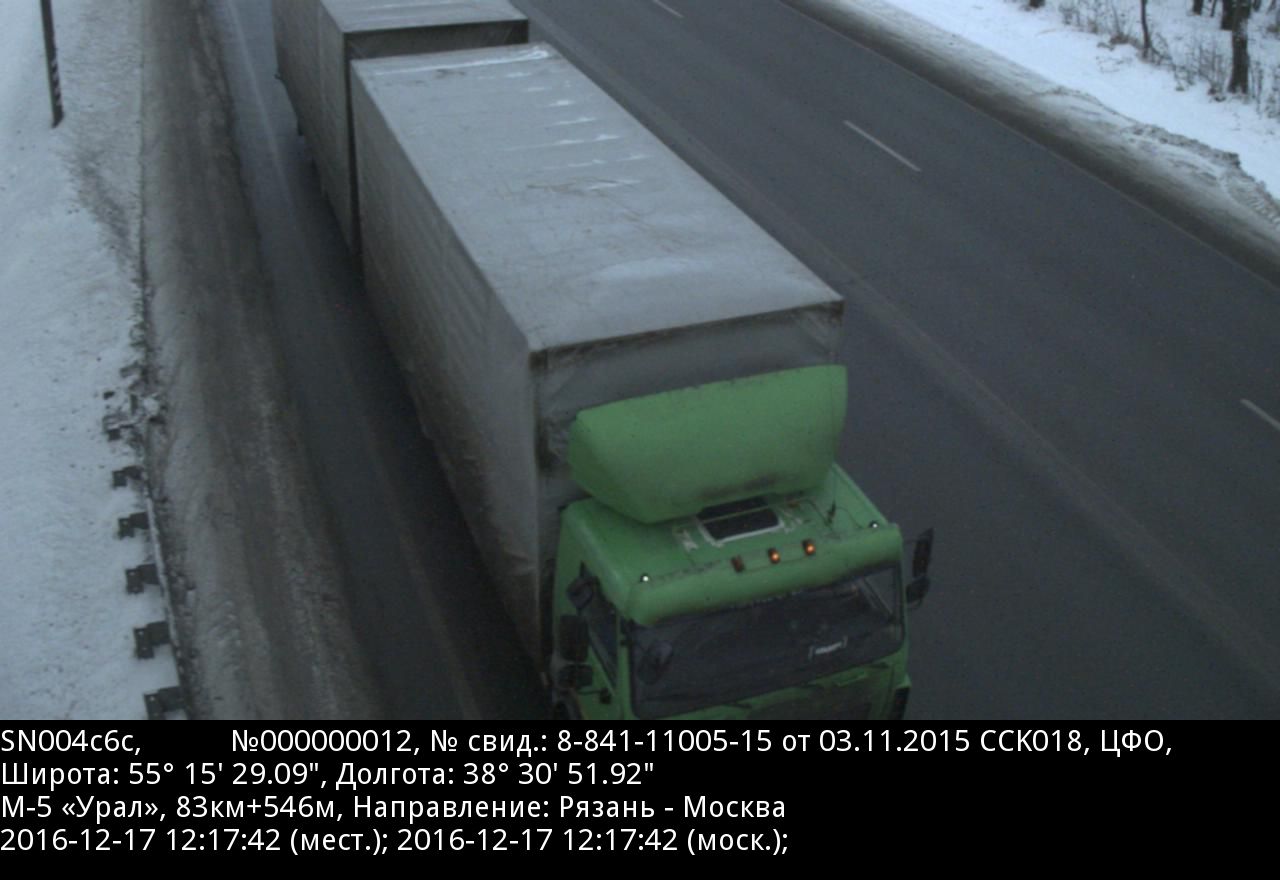 SN004c6c, №000000012, № свид.: 8-841-11005-15 от 03.11.2015 ССК018, ЦФО,
Широта: 55° 15' 29.09", Долгота: 38° 30' 51.92"
М-5 «Урал», 83км+546м, Направление: Рязань - Москва
2016-12-17 12:17:42 (мест.); 2016-12-17 12:17:42 (моск.);